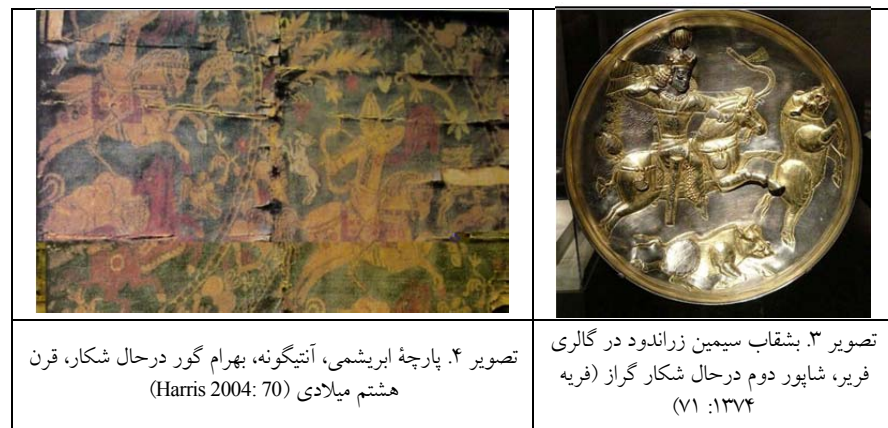 تصویر ۳. بشقاب سیمین زراندود در گالری
فریر، شاپور دوم درحال شکار گراز (فریه
۱۳۷۴: ۷۱)
تصویر ۴. پارچهٔ ابریشمی، آنتیگونه، بهرام گور درحال شکار، قرن
هشتم میلادی (Harris 2004: 70)